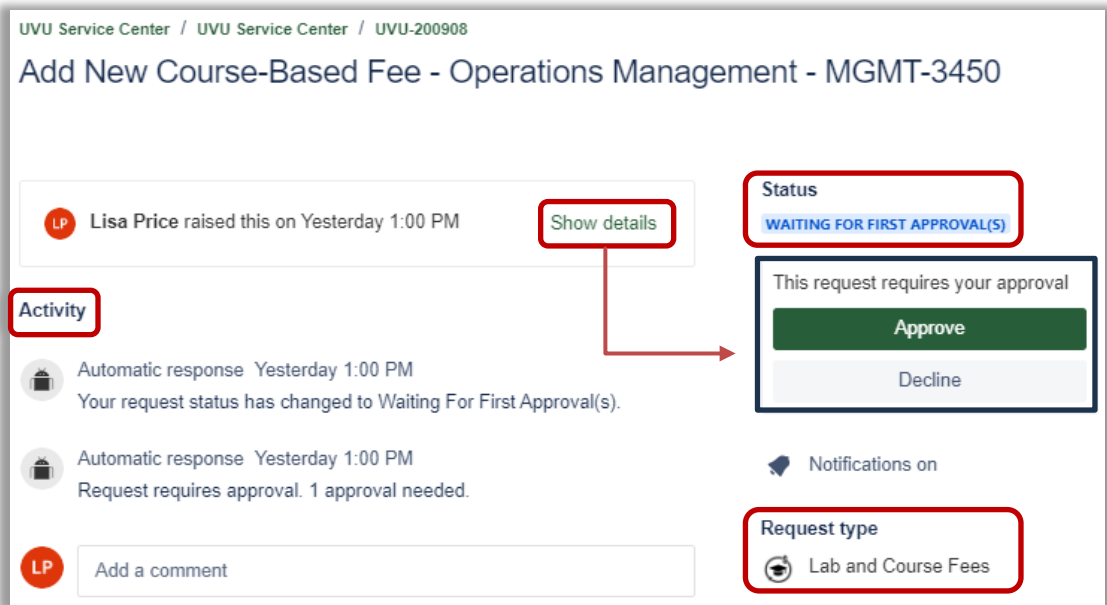 UVU Service Center / UVU Service Center / UVU-200908
Add New Course-Based Fee - Operations Management - MGMT-3450
LP Lisa Price raised this on Yesterday 1:00 PM
Show details
Activity
Automatic response Yesterday 1:00 PM
Your request status has changed to Waiting For First Approval(s).
Automatic response Yesterday 1:00 PM
Request requires approval. 1 approval needed.
LP Add a comment
Status
WAITING FOR FIRST APPROVAL(S)
This request requires your approval
Approve
Decline
Notifications on
Request type
Lab and Course Fees